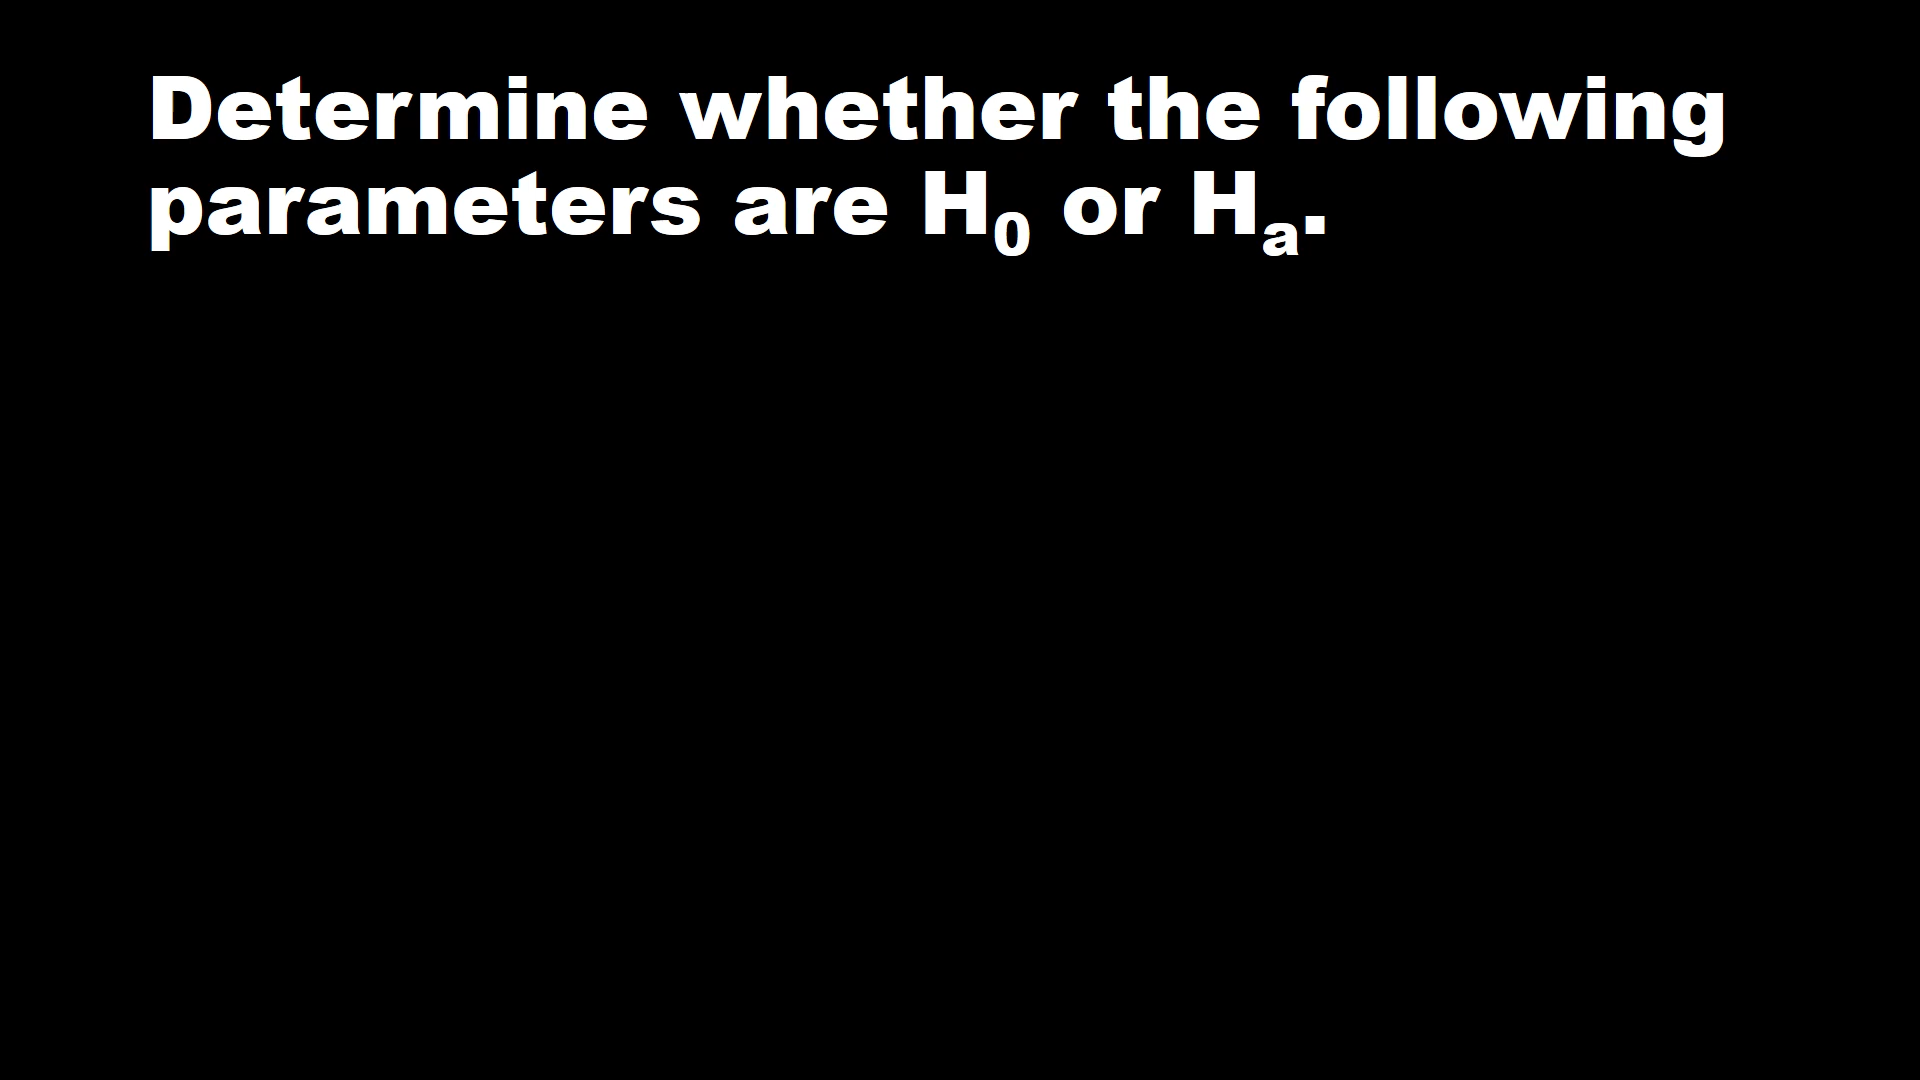 Determine whether the following
parameters are H₀ or Hₐ.